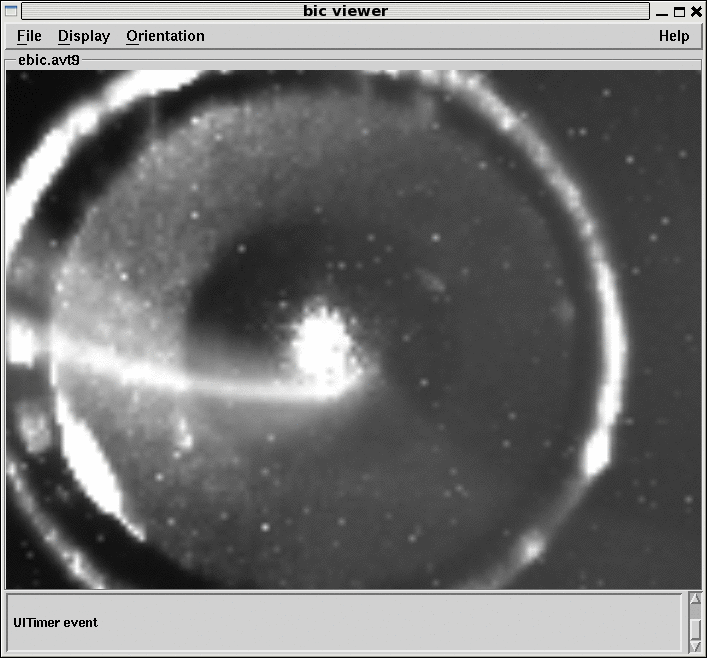 bic viewer
File Display Orientation Help
ebic.avt9
UITimer event